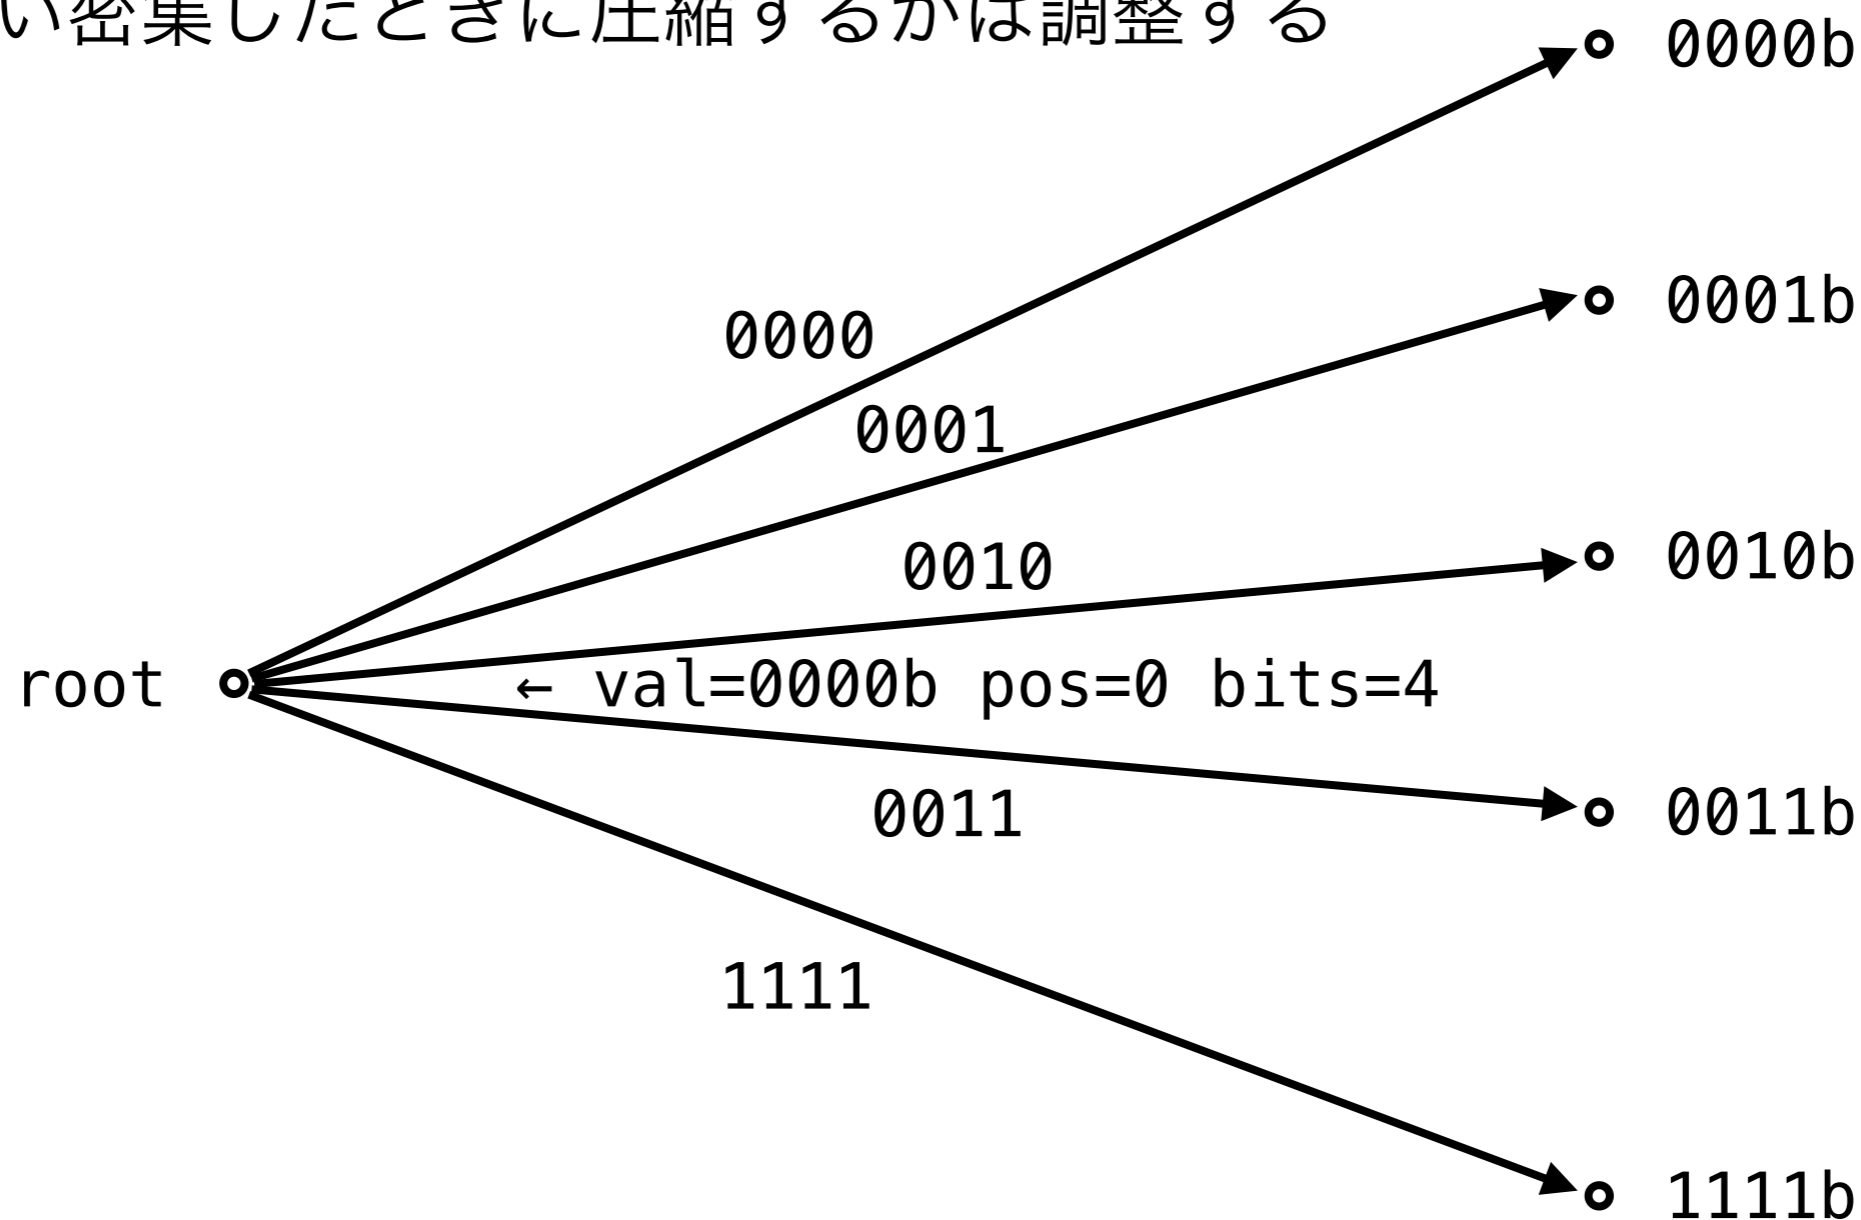 い密集したときに圧縮するかは調整する
0000b
0001b
0000
0001
0010
0010b
root
← val=0000b pos=0 bits=4
0011
0011b
1111
1111b